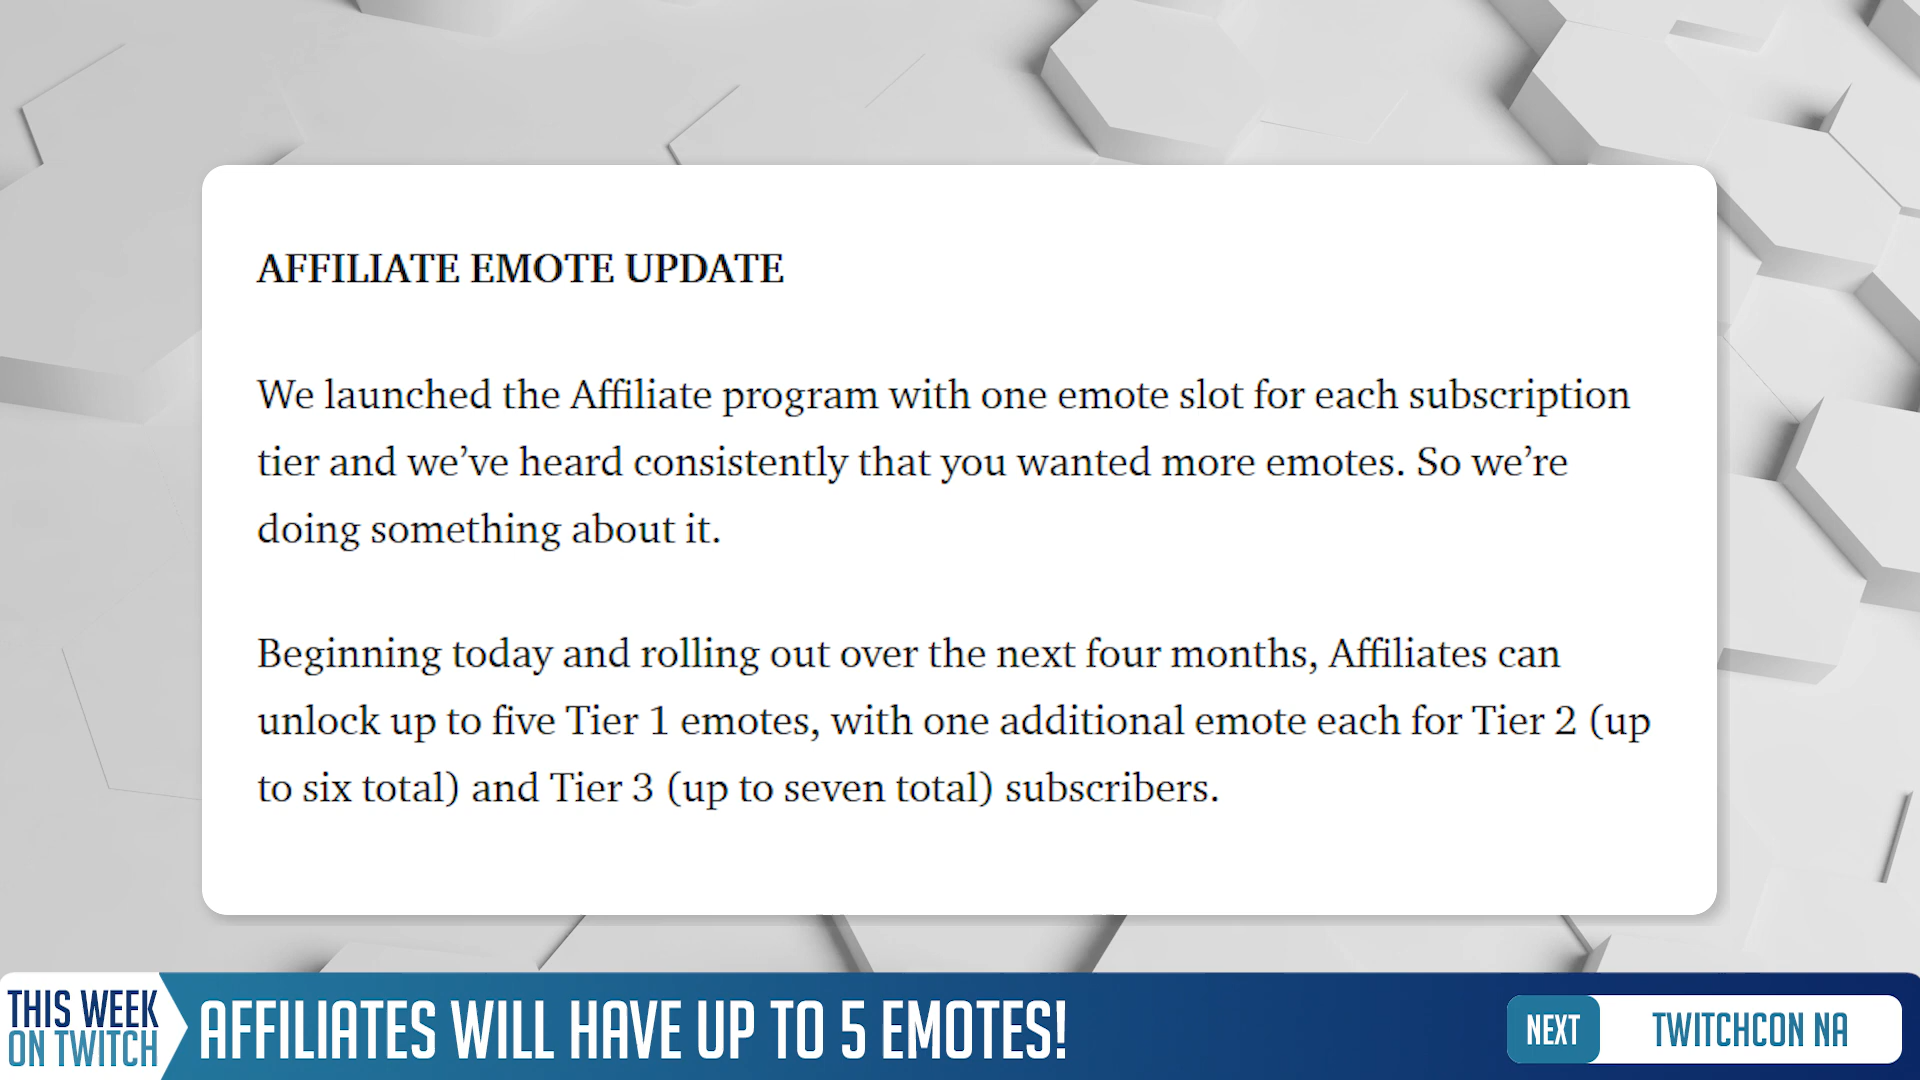 AFFILIATE EMOTE UPDATE
We launched the Affiliate program with one emote slot for each subscription
tier and we’ve heard consistently that you wanted more emotes. So we’re
doing something about it.
Beginning today and rolling out over the next four months, Affiliates can
unlock up to five Tier 1 emotes, with one additional emote each for Tier 2 (up
to six total) and Tier 3 (up to seven total) subscribers.
THIS WEEK
ON TWITCH
AFFILIATES WILL HAVE UP TO 5 EMOTES!
NEXT
TWITCHCON NA